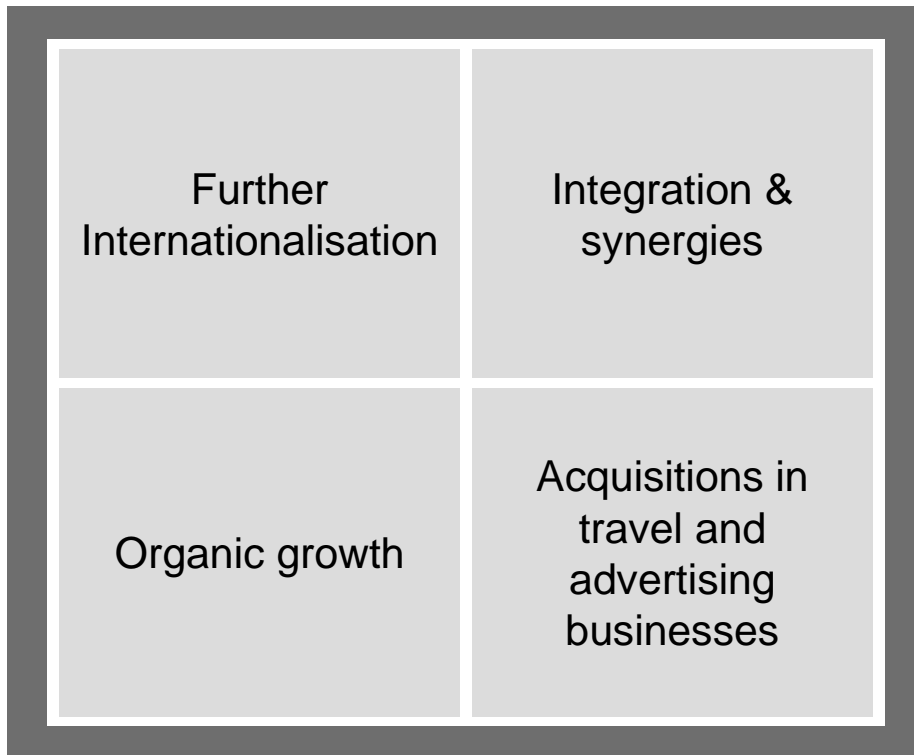 Further
Internationalisation
Integration &
synergies
Organic growth
Acquisitions in
travel and
advertising
businesses